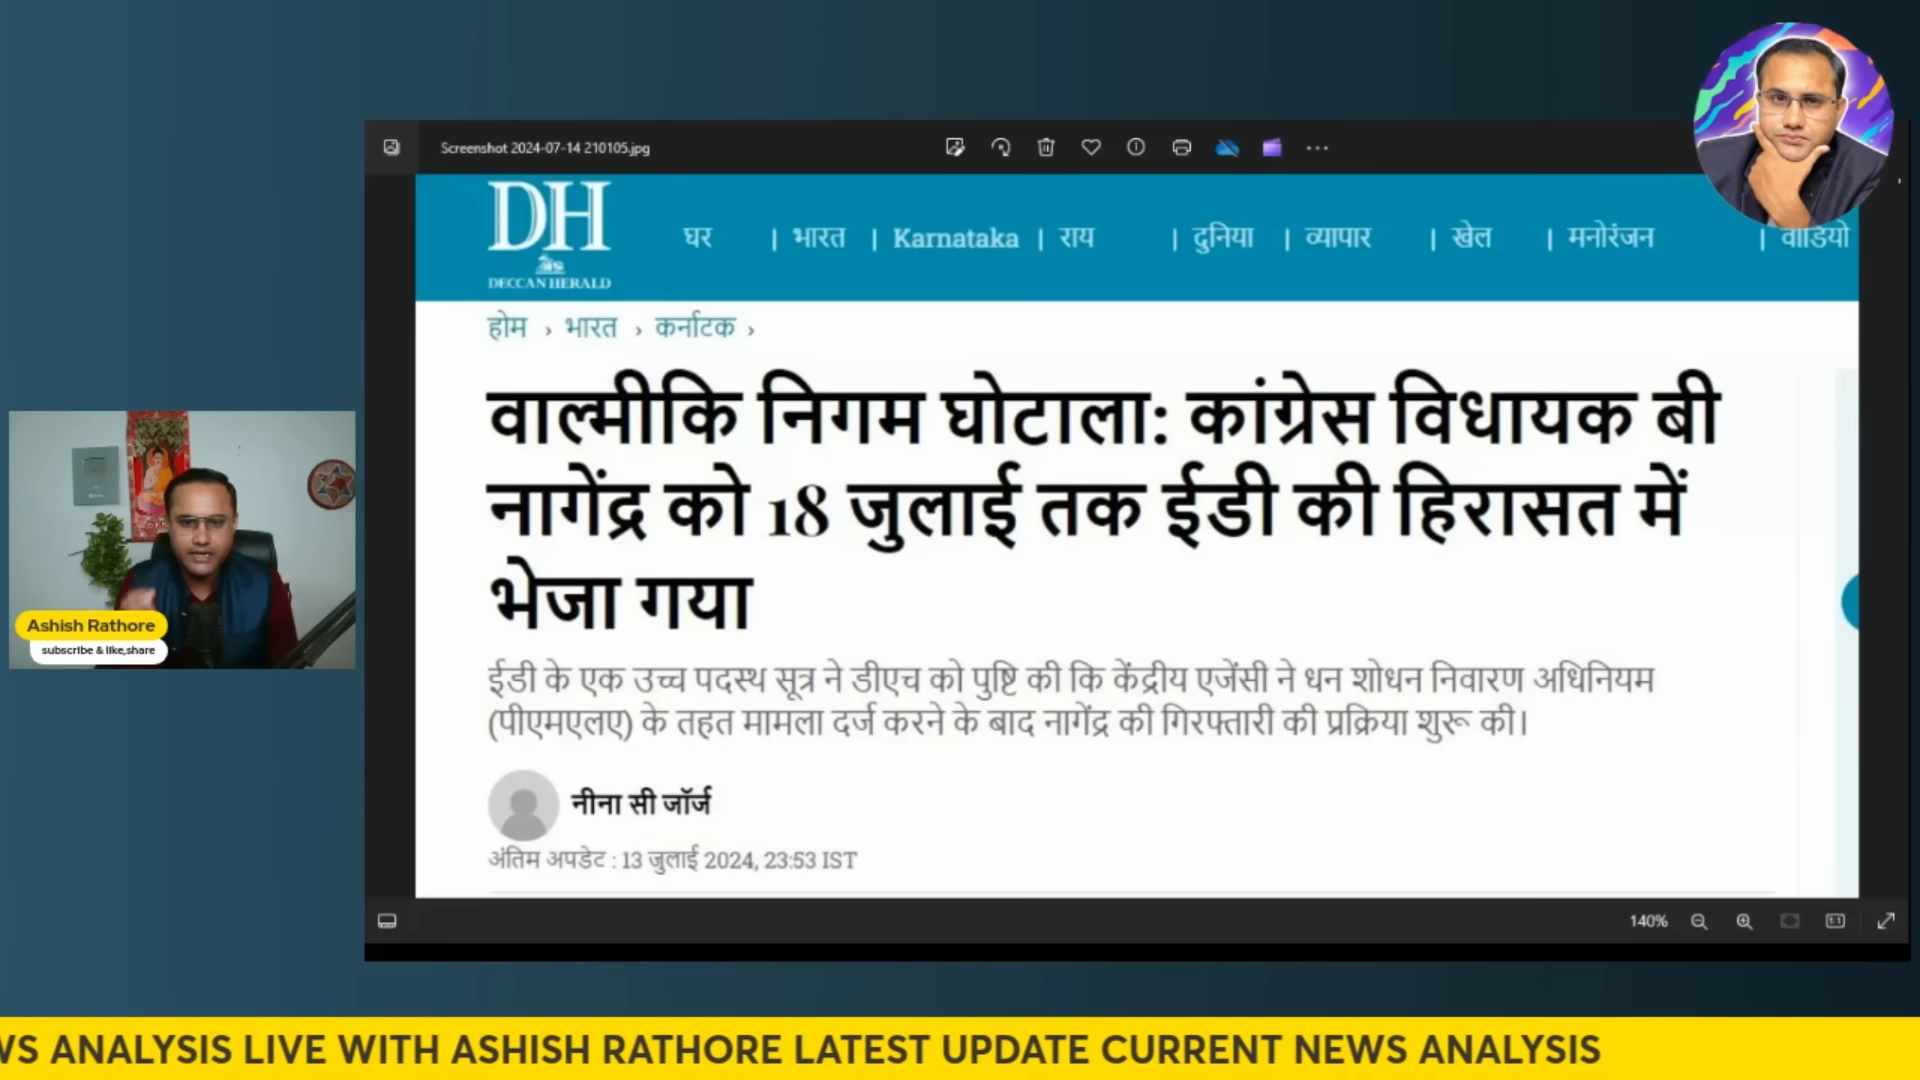 Screenshot 2024-07-14 210105.jpg
DH
DECCAN HERALD
घर | भारत | Karnataka | राय | दुनिया | व्यापार | खेल | मनोरंजन | वीडियो
होम › भारत › कर्नाटक ›
वाल्मीकि निगम घोटाला: कांग्रेस विधायक बी
नागेंद्र को 18 जुलाई तक ईडी की हिरासत में
भेजा गया
ईडी के एक उच्च पदस्थ सूत्र ने डीएच को पुष्टि की कि केंद्रीय एजेंसी ने धन शोधन निवारण अधिनियम
(पीएमएलए) के तहत मामला दर्ज करने के बाद नागेंद्र की गिरफ्तारी की प्रक्रिया शुरू की।
नीना सी जॉर्ज
अंतिम अपडेट : 13 जुलाई 2024, 23:53 IST
Ashish Rathore
subscribe & like,share
140%
WS ANALYSIS LIVE WITH ASHISH RATHORE LATEST UPDATE CURRENT NEWS ANALYSIS